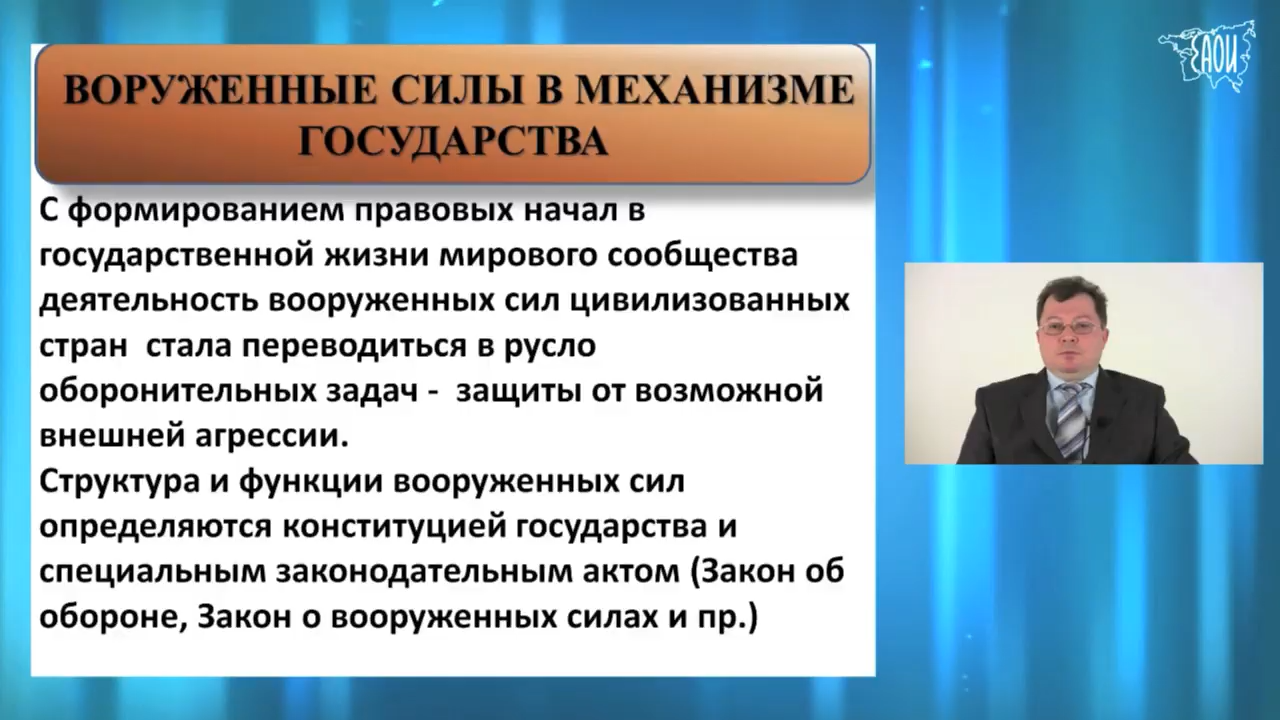 ВОРУЖЕННЫЕ СИЛЫ В МЕХАНИЗМЕ
ГОСУДАРСТВА
С формированием правовых начал в
государственной жизни мирового сообщества
деятельность вооруженных сил цивилизованных
стран стала переводиться в русло
оборонительных задач - защиты от возможной
внешней агрессии.
Структура и функции вооруженных сил
определяются конституцией государства и
специальным законодательным актом (Закон об
обороне, Закон о вооруженных силах и пр.)
ЕАОИ